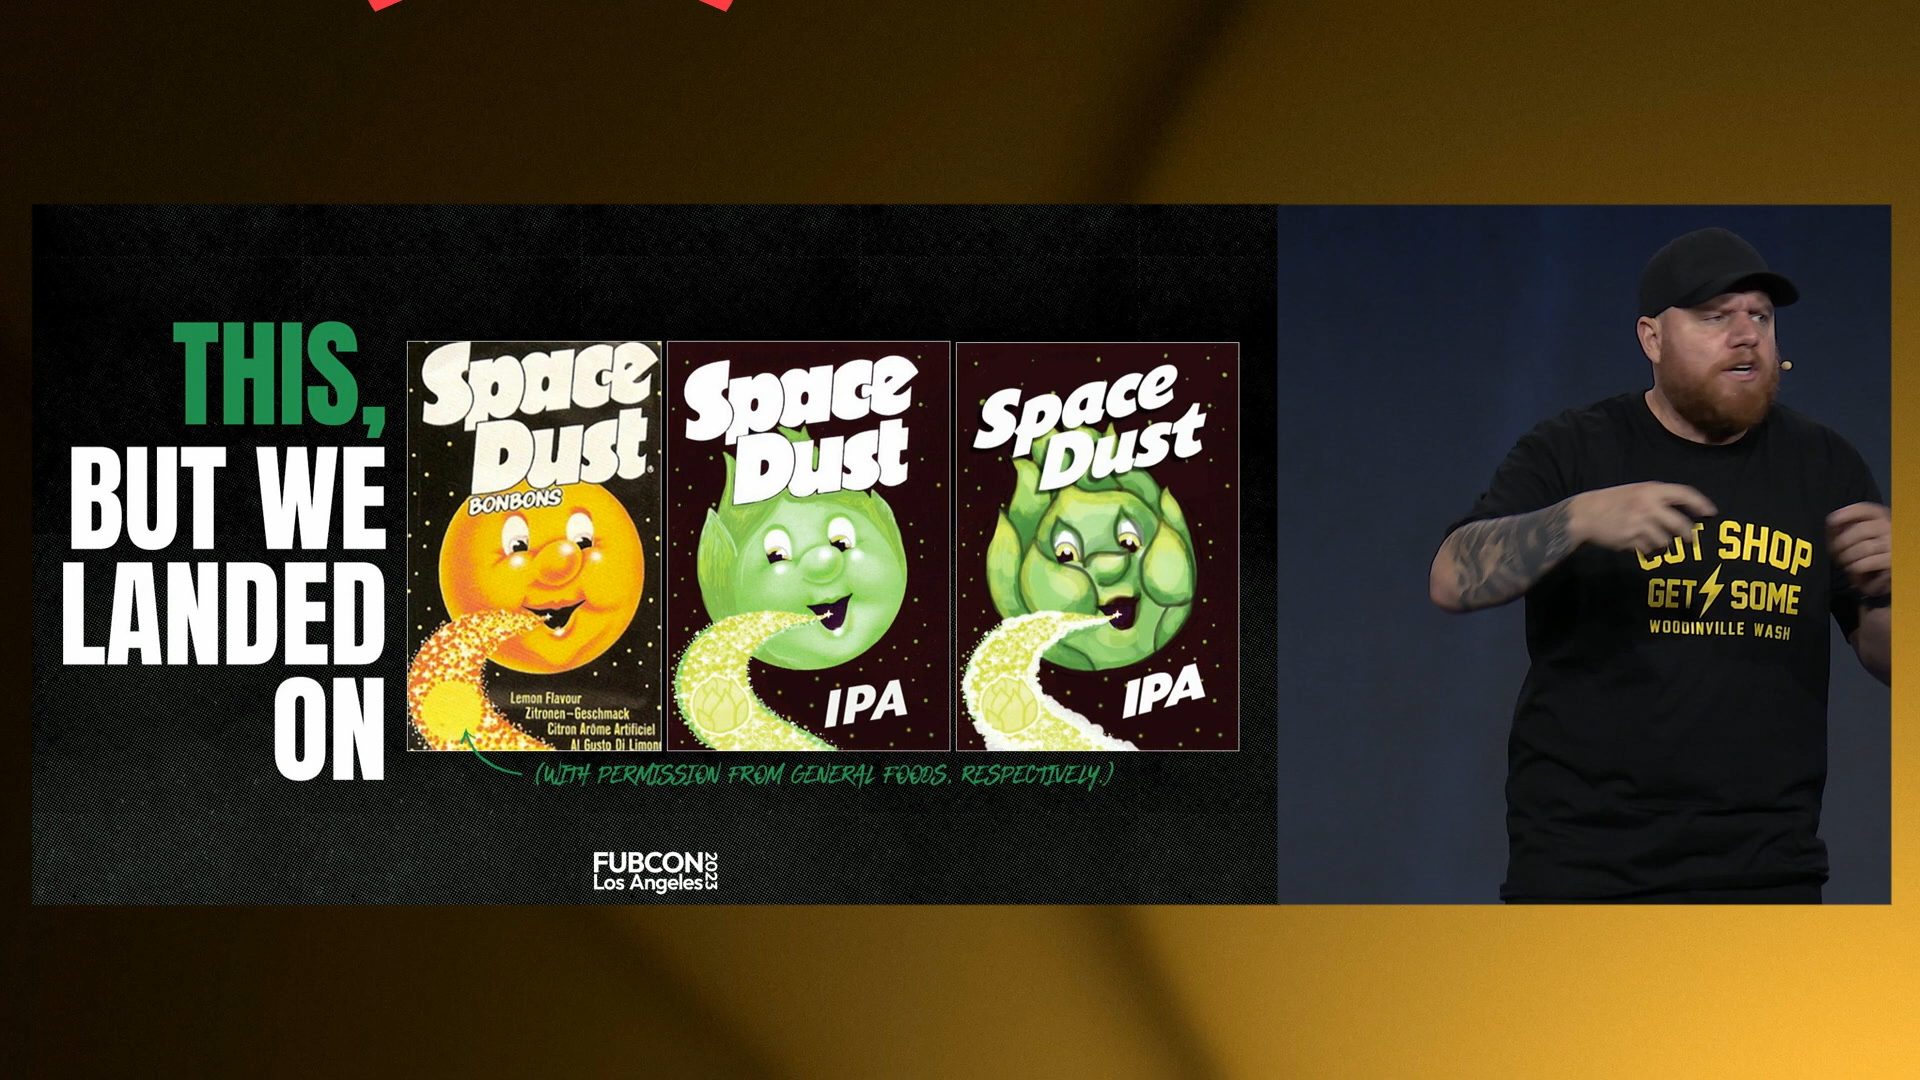 THIS,
BUT WE
LANDED
ON
Space
Dust
BONBONS
Lemon Flavour
Zitronen-Geschmack
Citron Arôme Artificiel
Al Gusto Di Limoni
Space
Dust
IPA
Space
Dust
IPA
(WITH PERMISSION FROM GENERAL FOODS, RESPECTIVELY.)
FUBCON 2023
Los Angeles
CUT SHOP
GET SOME
WOODINVILLE WASH